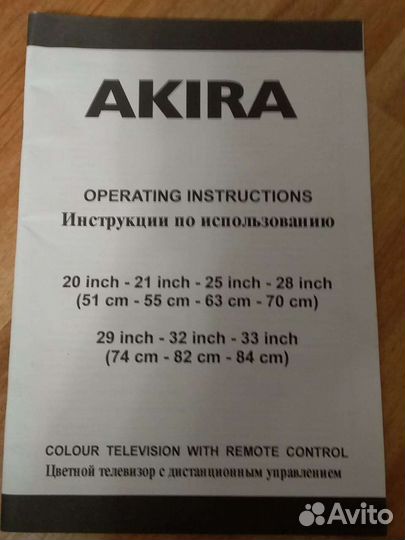 AKIRA
OPERATING INSTRUCTIONS
Инструкции по использованию
20 inch - 21 inch - 25 inch - 28 inch
(51 cm - 55 cm - 63 cm - 70 cm)
29 inch - 32 inch - 33 inch
(74 cm - 82 cm - 84 cm)
COLOUR TELEVISION WITH REMOTE CONTROL
Цветной телевизор с дистанционным управлением
Avito